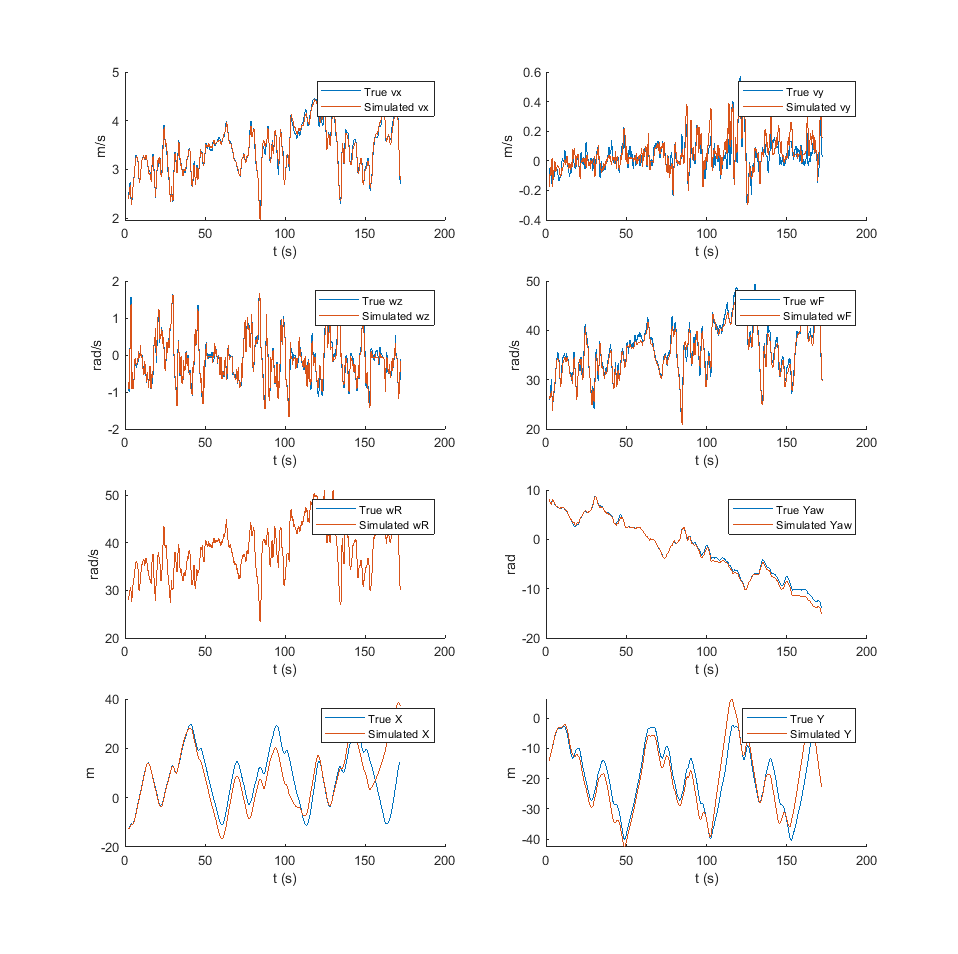 5
4
3
2
m/s
True vx
Simulated vx
0 50 100 150 200
t (s)
0.6
0.4
0.2
0
-0.2
-0.4
m/s
True vy
Simulated vy
0 50 100 150 200
t (s)
2
1
0
-1
-2
rad/s
True wz
Simulated wz
0 50 100 150 200
t (s)
50
40
30
20
rad/s
True wF
Simulated wF
0 50 100 150 200
t (s)
50
40
30
20
rad/s
True wR
Simulated wR
0 50 100 150 200
t (s)
10
0
-10
-20
rad
True Yaw
Simulated Yaw
0 50 100 150 200
t (s)
40
20
0
-20
m
True X
Simulated X
0 50 100 150 200
t (s)
0
-10
-20
-30
-40
m
True Y
Simulated Y
0 50 100 150 200
t (s)